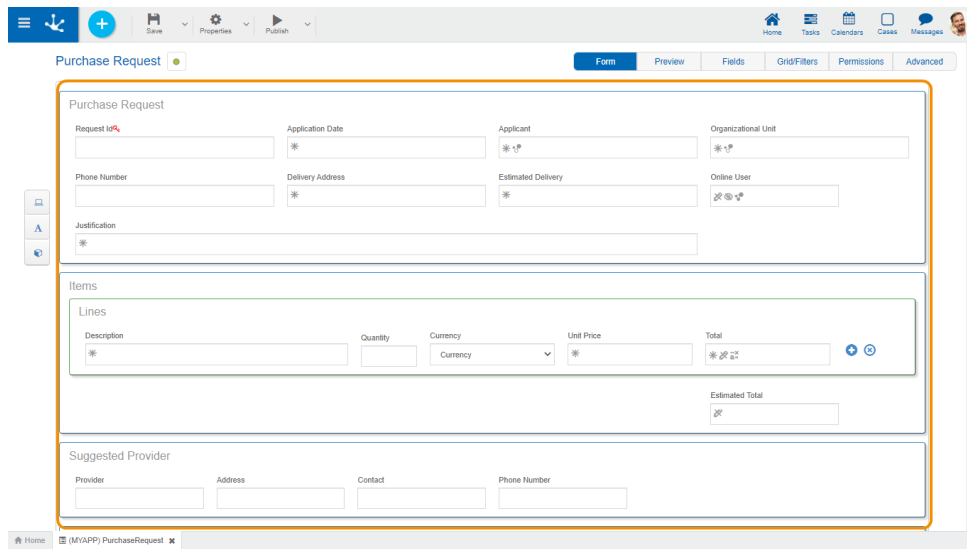 Save
Properties
Publish
Home
Tasks
Calendars
Cases
Messages
Purchase Request
Form
Preview
Fields
Grid/Filters
Permissions
Advanced
Purchase Request
Request Id
Application Date
Applicant
Organizational Unit
Phone Number
Delivery Address
Estimated Delivery
Online User
A
Justification
Items
Lines
Description
Quantity
Currency
Unit Price
Total
Currency
Estimated Total
Suggested Provider
Provider
Address
Contact
Phone Number
Home
(MYAPP) PurchaseRequest